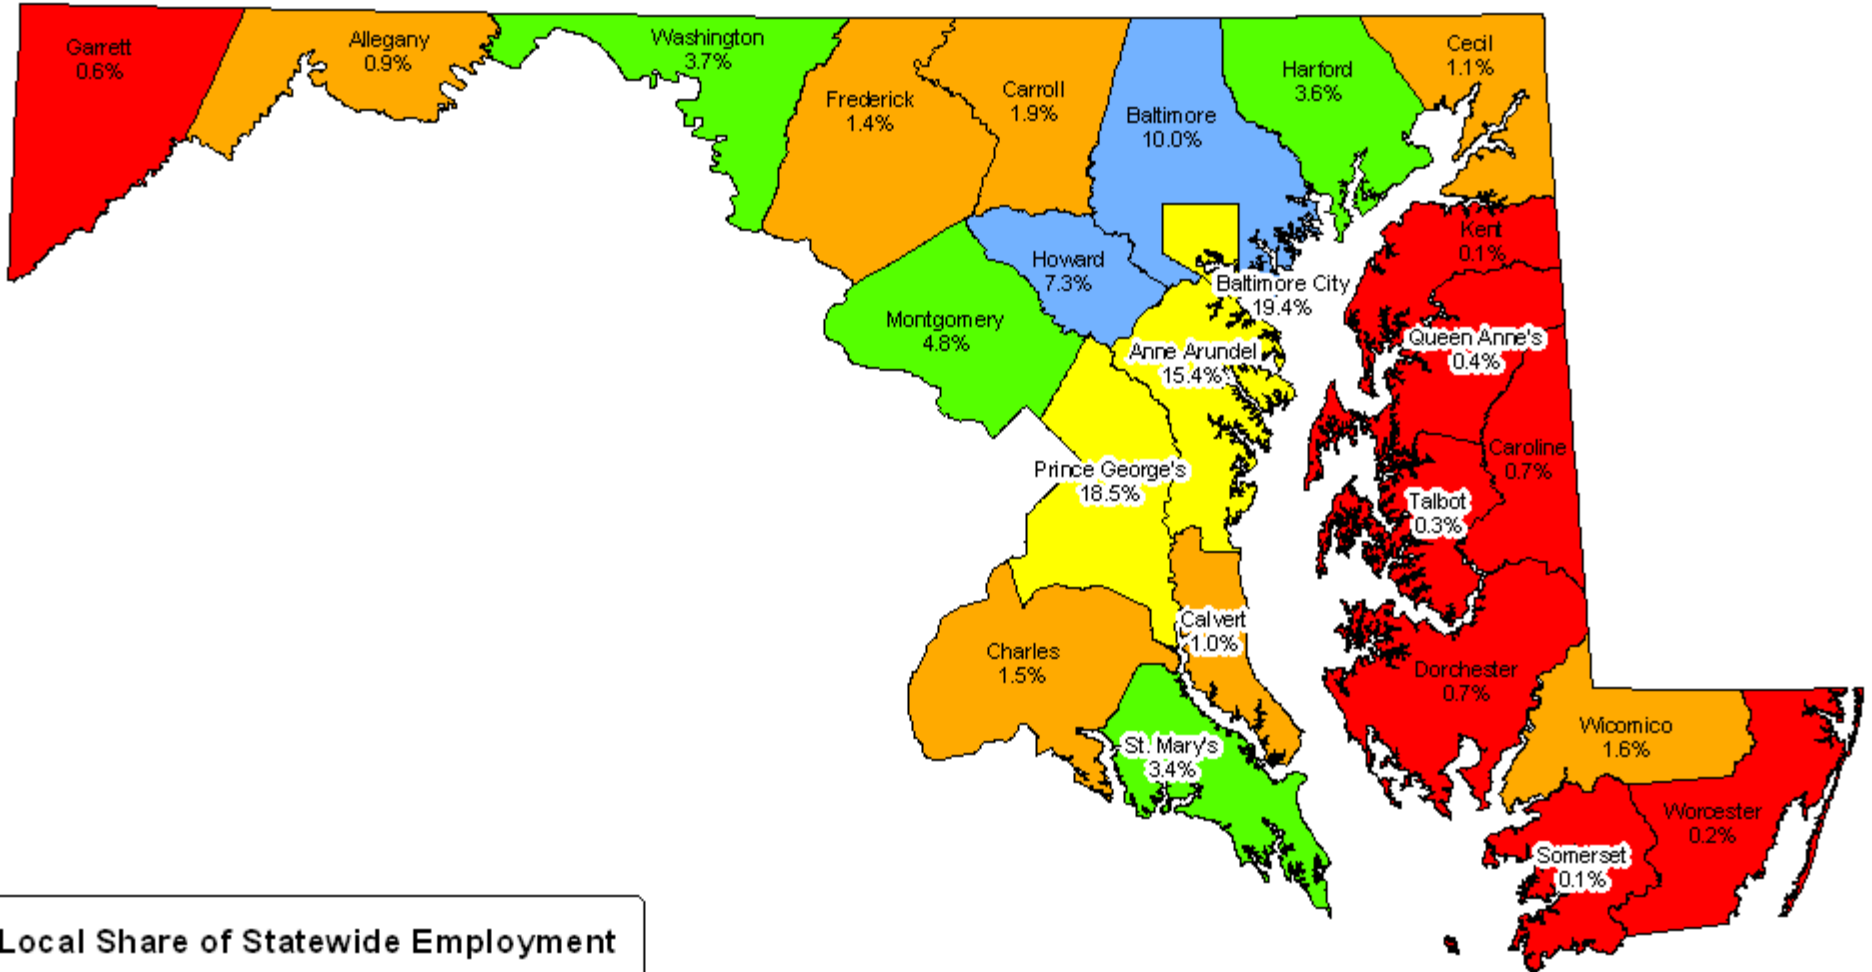 Garrett
0.6%
Allegany
0.9%
Washington
3.7%
Frederick
1.4%
Carroll
1.9%
Baltimore
10.0%
Harford
3.6%
Cecil
1.1%
Kent
0.1%
Howard
7.3%
Baltimore City
19.4%
Montgomery
4.8%
Anne Arundel
15.4%
Queen Anne's
0.4%
Prince George's
18.5%
Caroline
0.7%
Talbot
0.3%
Calvert
1.0%
Charles
1.5%
Dorchester
0.7%
St. Mary's
3.4%
Wicomico
1.6%
Worcester
0.2%
Somerset
0.1%
Local Share of Statewide Employment